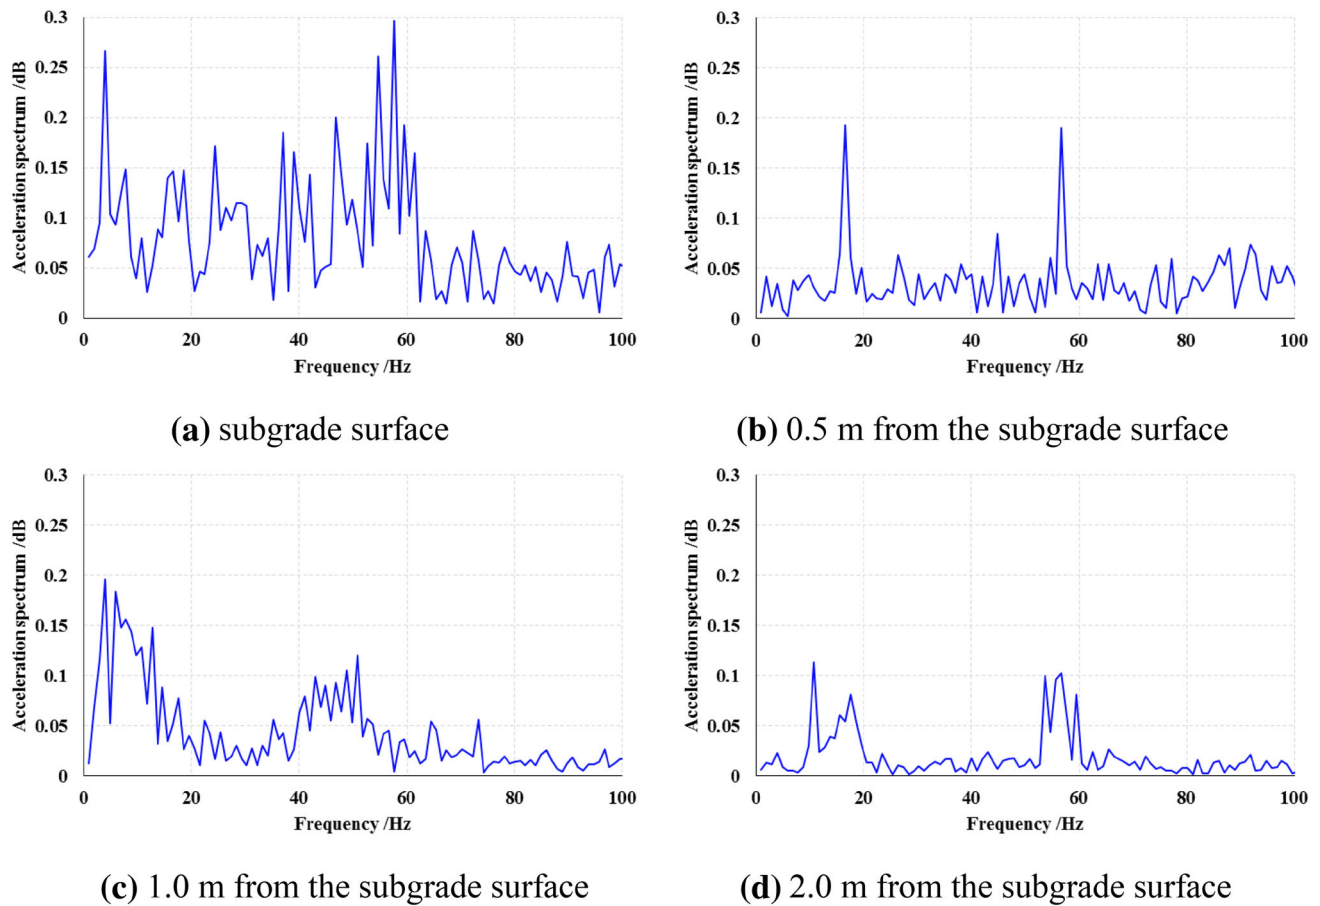 Acceleration spectrum /dB
0.3
0.25
0.2
0.15
0.1
0.05
0
0 20 40 60 80 100
Frequency /Hz
(a) subgrade surface
Acceleration spectrum /dB
0.3
0.25
0.2
0.15
0.1
0.05
0
0 20 40 60 80 100
Frequency /Hz
(b) 0.5 m from the subgrade surface
Acceleration spectrum /dB
0.3
0.25
0.2
0.15
0.1
0.05
0
0 20 40 60 80 100
Frequency /Hz
(c) 1.0 m from the subgrade surface
Acceleration spectrum /dB
0.3
0.25
0.2
0.15
0.1
0.05
0
0 20 40 60 80 100
Frequency /Hz
(d) 2.0 m from the subgrade surface